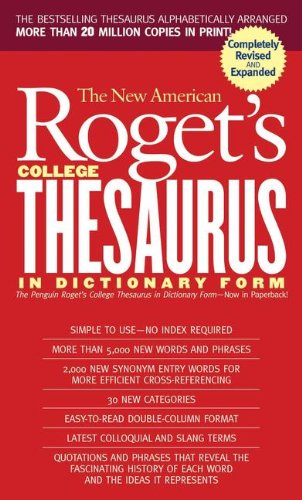 THE BESTSELLING THESAURUS ALPHABETICALLY ARRANGED
MORE THAN 20 MILLION COPIES IN PRINT!
Completely
Revised and
Expanded
The New American
Roget's
COLLEGE
THESAURUS
IN DICTIONARY FORM
The Penguin Roget's College Thesaurus in Dictionary Form—Now in Paperback!
SIMPLE TO USE—NO INDEX REQUIRED
MORE THAN 5,000 NEW WORDS AND PHRASES
2,000 NEW SYNONYM ENTRY WORDS FOR
MORE EFFICIENT CROSS-REFERENCING
30 NEW CATEGORIES
EASY-TO-READ DOUBLE-COLUMN FORMAT
LATEST COLLOQUIAL AND SLANG TERMS
QUOTATIONS AND PHRASES THAT REVEAL THE
FASCINATING HISTORY OF EACH WORD
AND THE IDEAS IT REPRESENTS